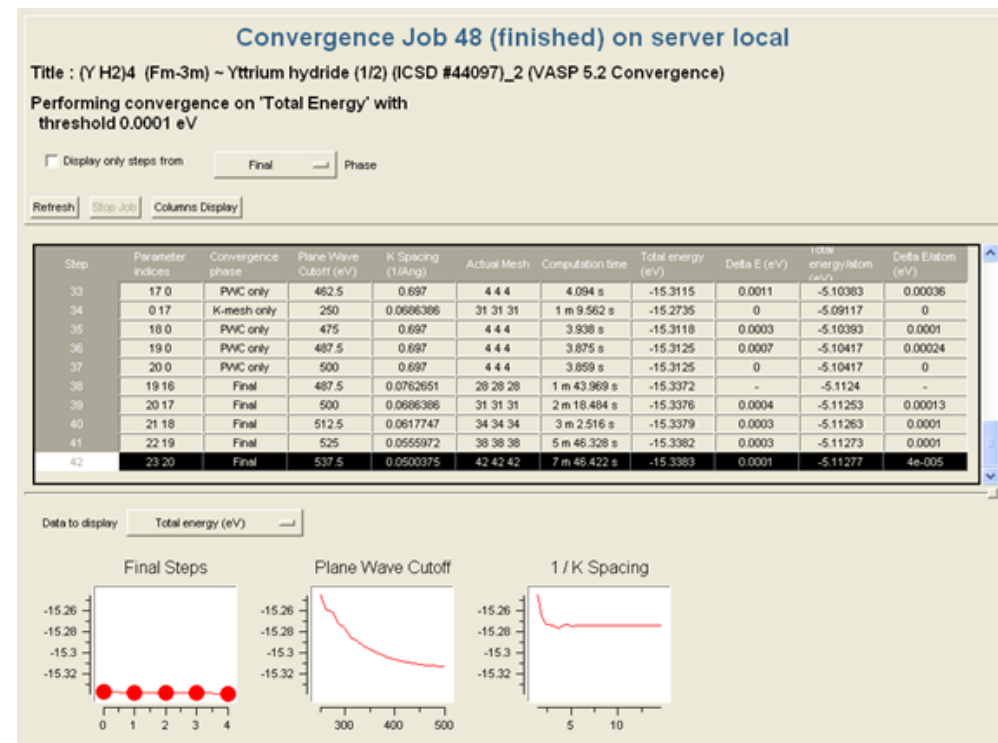 Convergence Job 48 (finished) on server local
Title : (Y H2)4 (Fm-3m) ~ Yttrium hydride (1/2) (ICSD #44097)_2 (VASP 5.2 Convergence)
Performing convergence on 'Total Energy' with
threshold 0.0001 eV
Display only steps from Final Phase
Refresh Stop Job Columns Display
Step Parameter indices Convergence phase Plane Wave Cutoff (eV) K Spacing (1/Ang) Actual Mesh Computation time Total energy (eV) Delta E (eV) Total energy/atom (eV) Delta E/atom (eV)
33 17 0 PWC only 462.5 0.697 4 4 4 4.094 s -15.3115 0.0011 -5.10383 0.00036
34 0 17 K-mesh only 250 0.0686386 31 31 31 1 m 9.562 s -15.2735 0 -5.09117 0
35 18 0 PWC only 475 0.697 4 4 4 3.938 s -15.3118 0.0003 -5.10393 0.0001
36 19 0 PWC only 487.5 0.697 4 4 4 3.875 s -15.3125 0.0007 -5.10417 0.00024
37 20 0 PWC only 500 0.697 4 4 4 3.859 s -15.3125 0 -5.10417 0
38 19 16 Final 487.5 0.0762651 28 28 28 1 m 43.969 s -15.3372 - -5.1124 -
39 20 17 Final 500 0.0686386 31 31 31 2 m 18.484 s -15.3376 0.0004 -5.11253 0.00013
40 21 18 Final 512.5 0.0617747 34 34 34 3 m 2.516 s -15.3379 0.0003 -5.11263 0.0001
41 22 19 Final 525 0.0555972 38 38 38 5 m 46.328 s -15.3382 0.0003 -5.11273 0.0001
42 23 20 Final 537.5 0.0500375 42 42 42 7 m 46.422 s -15.3383 0.0001 -5.11277 4e-005
Data to display Total energy (eV)
Final Steps Plane Wave Cutoff 1 / K Spacing
-15.26 -15.26 -15.26
-15.28 -15.28 -15.28
-15.3 -15.3 -15.3
-15.32 -15.32 -15.32
0 1 2 3 4 300 400 500 5 10